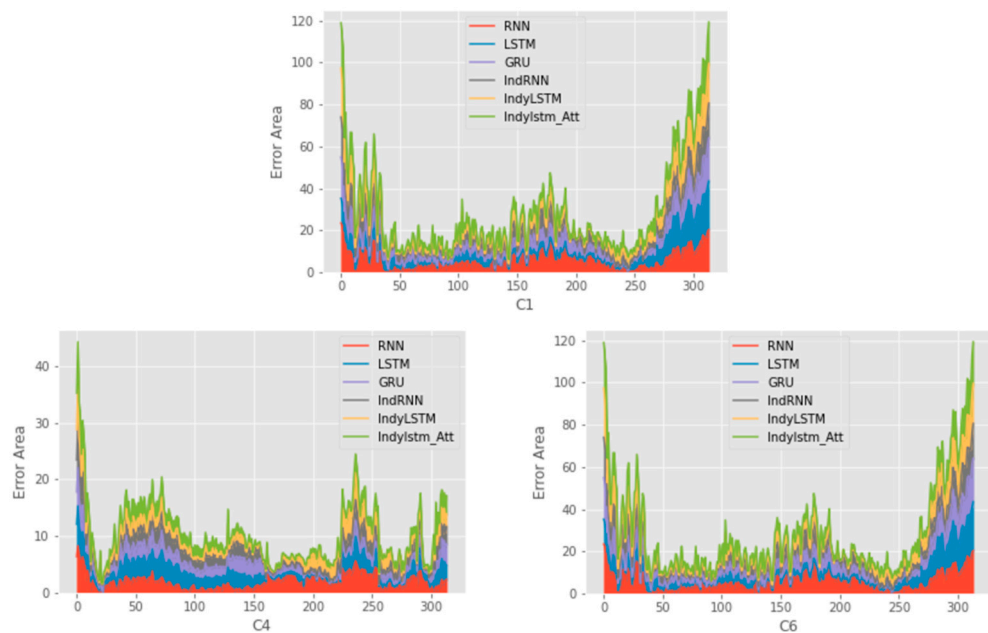 120
100
80
60
40
20
0
Error Area
RNN
LSTM
GRU
IndRNN
IndyLSTM
Indylstm_Att
0 50 100 150 200 250 300
C1
40
30
20
10
0
Error Area
RNN
LSTM
GRU
IndRNN
IndyLSTM
Indylstm_Att
0 50 100 150 200 250 300
C4
120
100
80
60
40
20
0
Error Area
RNN
LSTM
GRU
IndRNN
IndyLSTM
Indylstm_Att
0 50 100 150 200 250 300
C6